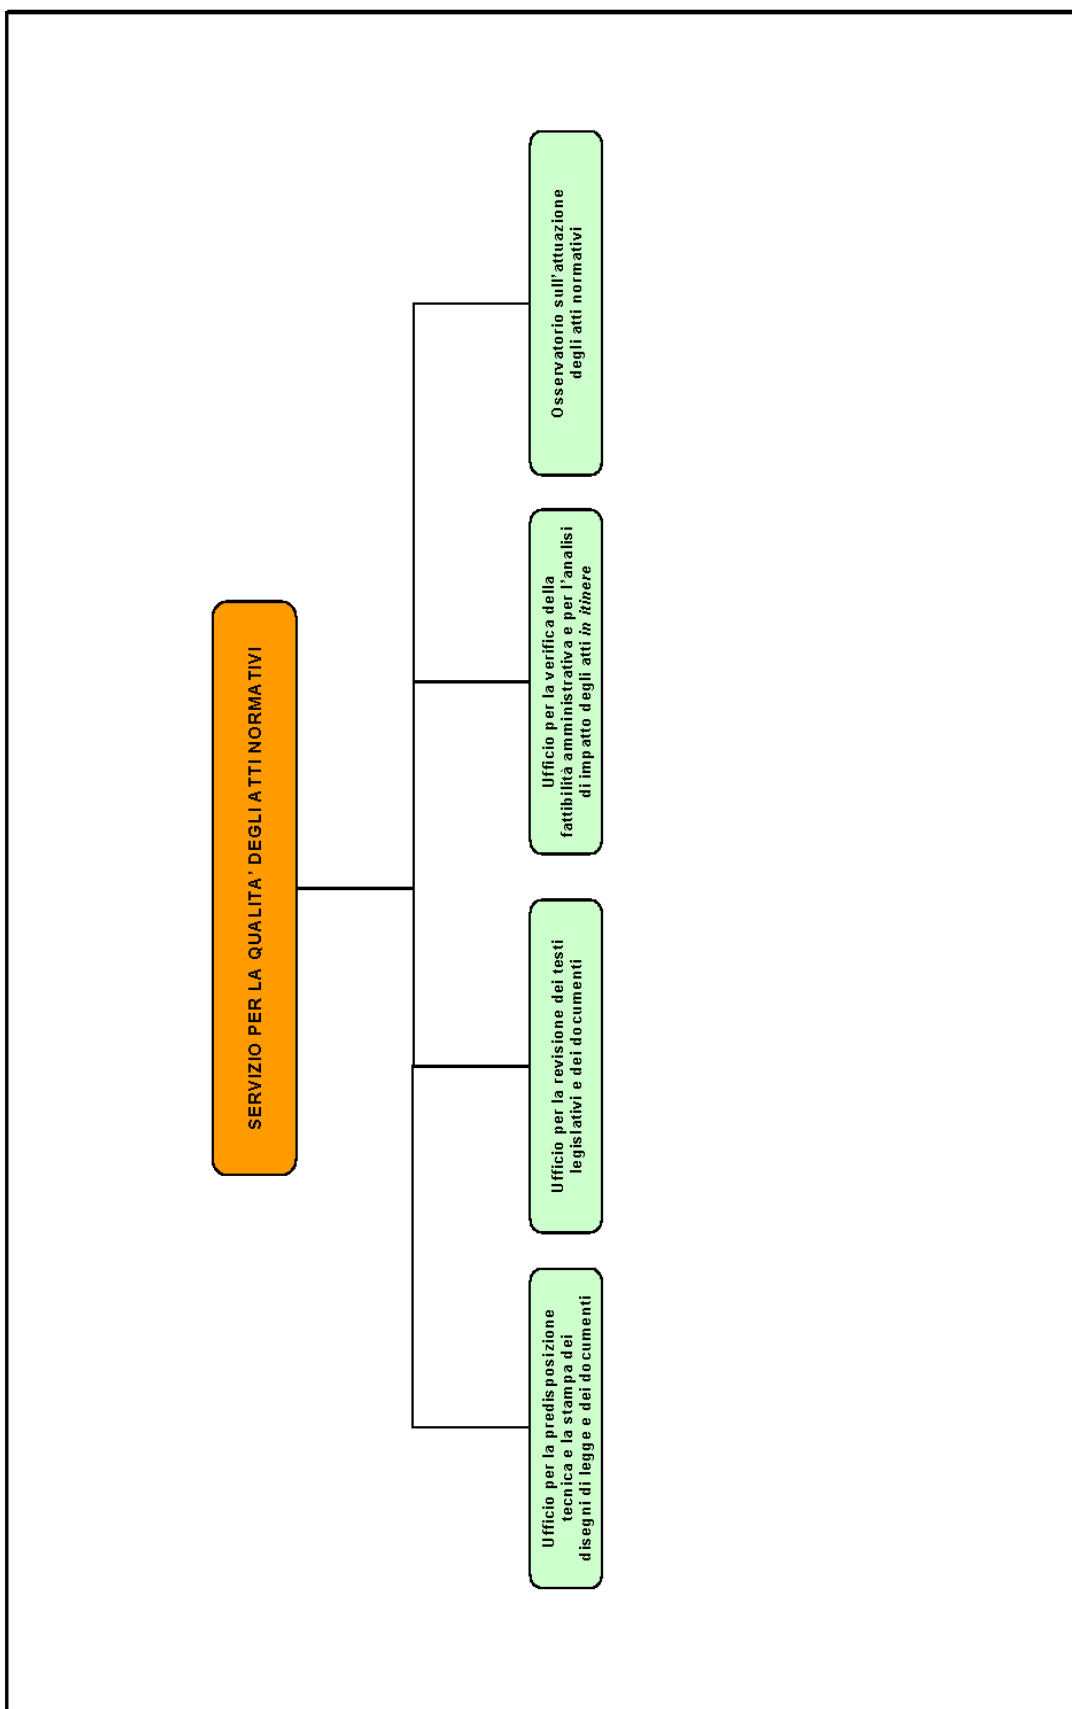 SERVIZIO PER LA QUALITA' DEGLI ATTI NORMATIVI
Ufficio per la predisposizione
tecnica e la stampa dei
disegni di legge e dei documenti
Ufficio per la revisione dei testi
legislativi e dei documenti
Ufficio per la verifica della
fattibilità amministrativa e per l'analisi
di impatto degli atti in itinere
Osservatorio sull'attuazione
degli atti normativi